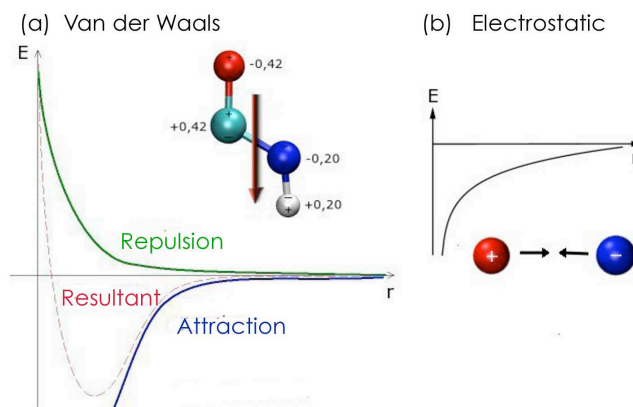 (a) Van der Waals
(b) Electrostatic
E
-0,42
+0,42
-0,20
+0,20
Repulsion
r
Resultant
Attraction
E
+
-